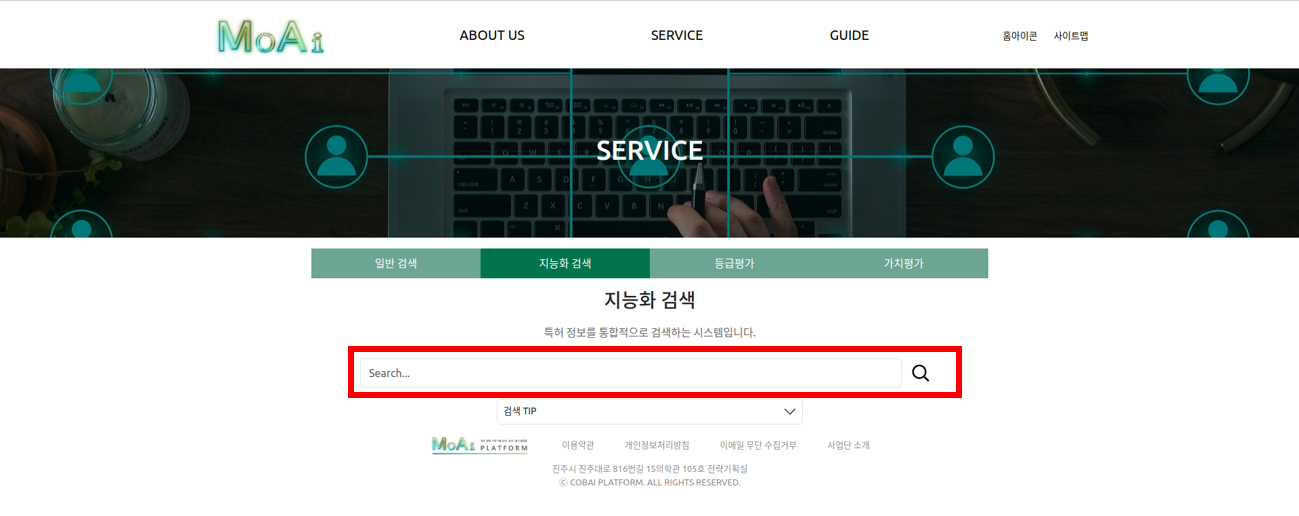 MoAi
ABOUT US
SERVICE
GUIDE
홈아이콘
사이트맵
SERVICE
일반 검색
지능화 검색
등급평가
가치평가
지능화 검색
특허 정보를 통합적으로 검색하는 시스템입니다.
Search...
검색 TIP
MoAi PLATFORM
이용약관
개인정보처리방침
이메일 무단 수집거부
사업단 소개
진주시 진주대로 816번길 15의학관 105호 전략기획실
ⓒ COBAI PLATFORM. ALL RIGHTS RESERVED.